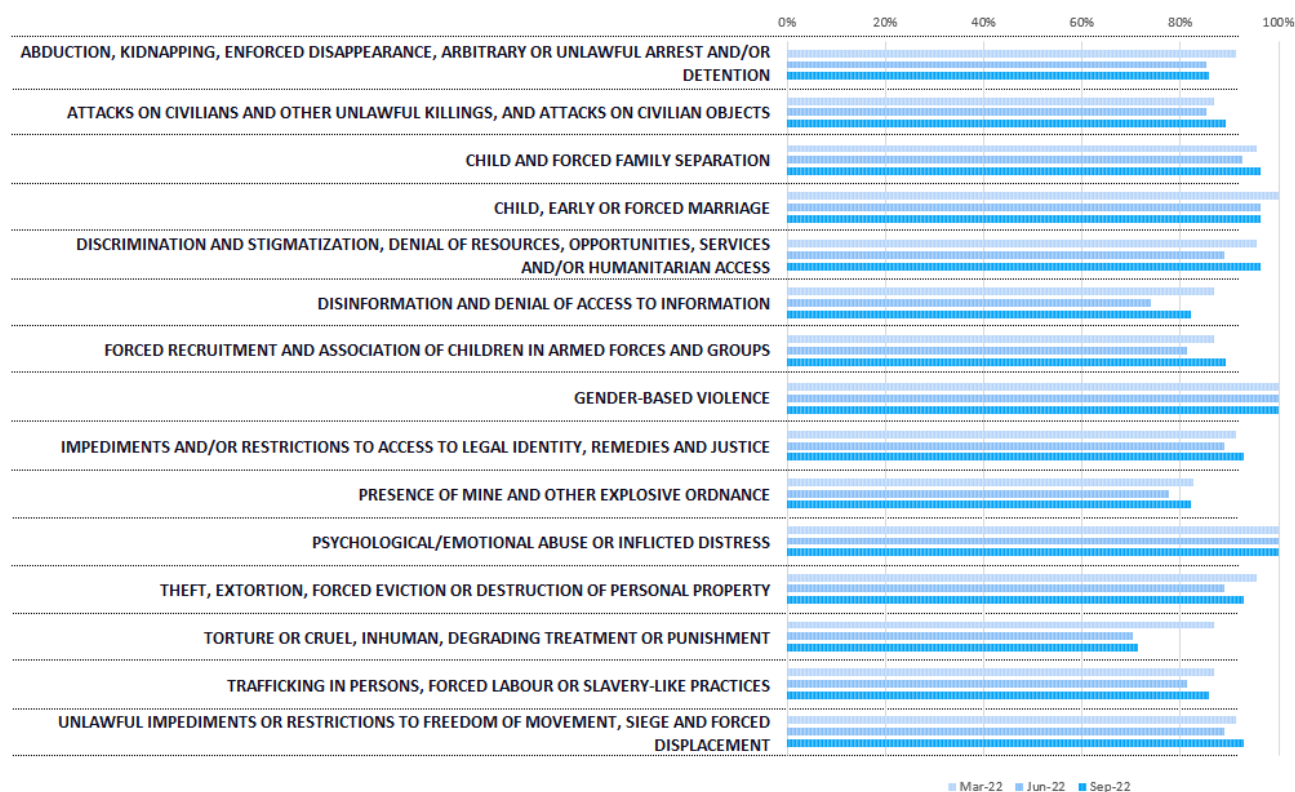 0% 20% 40% 60% 80% 100%
ABDUCTION, KIDNAPPING, ENFORCED DISAPPEARANCE, ARBITRARY OR UNLAWFUL ARREST AND/OR
DETENTION
ATTACKS ON CIVILIANS AND OTHER UNLAWFUL KILLINGS, AND ATTACKS ON CIVILIAN OBJECTS
CHILD AND FORCED FAMILY SEPARATION
CHILD, EARLY OR FORCED MARRIAGE
DISCRIMINATION AND STIGMATIZATION, DENIAL OF RESOURCES, OPPORTUNITIES, SERVICES
AND/OR HUMANITARIAN ACCESS
DISINFORMATION AND DENIAL OF ACCESS TO INFORMATION
FORCED RECRUITMENT AND ASSOCIATION OF CHILDREN IN ARMED FORCES AND GROUPS
GENDER-BASED VIOLENCE
IMPEDIMENTS AND/OR RESTRICTIONS TO ACCESS TO LEGAL IDENTITY, REMEDIES AND JUSTICE
PRESENCE OF MINE AND OTHER EXPLOSIVE ORDNANCE
PSYCHOLOGICAL/EMOTIONAL ABUSE OR INFLICTED DISTRESS
THEFT, EXTORTION, FORCED EVICTION OR DESTRUCTION OF PERSONAL PROPERTY
TORTURE OR CRUEL, INHUMAN, DEGRADING TREATMENT OR PUNISHMENT
TRAFFICKING IN PERSONS, FORCED LABOUR OR SLAVERY-LIKE PRACTICES
UNLAWFUL IMPEDIMENTS OR RESTRICTIONS TO FREEDOM OF MOVEMENT, SIEGE AND FORCED
DISPLACEMENT
Mar-22 Jun-22 Sep-22